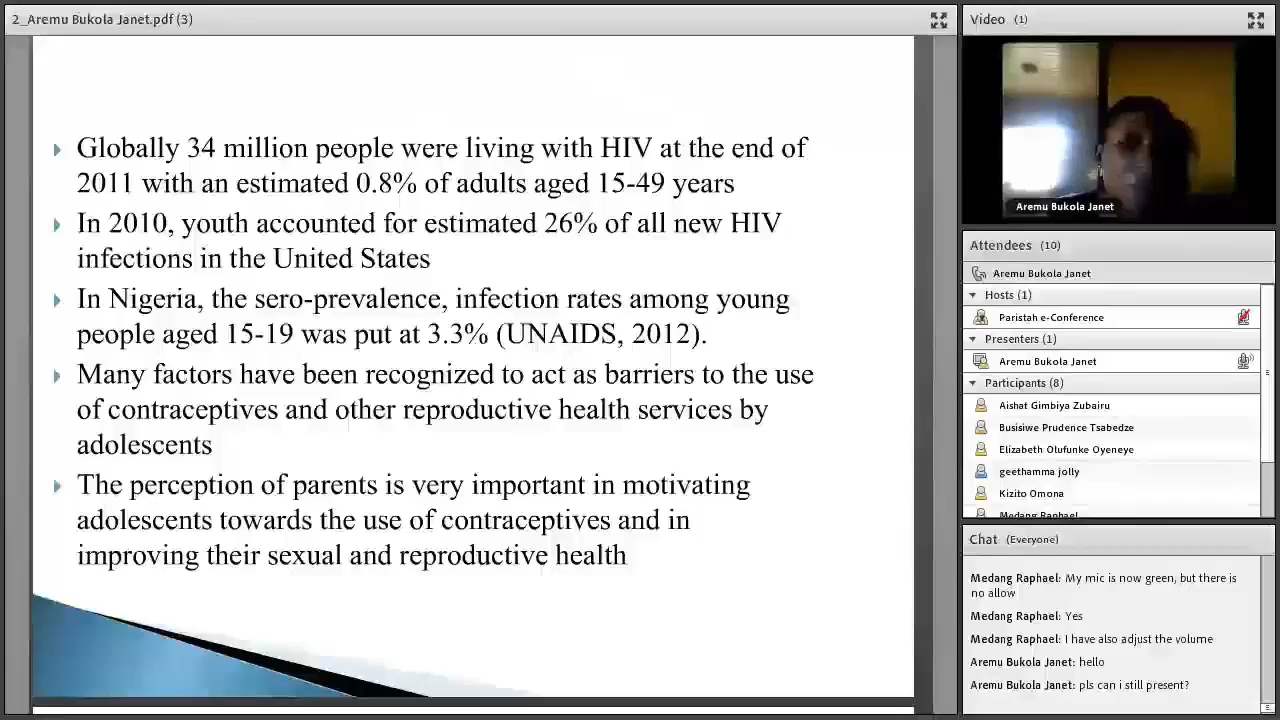 2_Aremu Bukola Janet.pdf (3)
Globally 34 million people were living with HIV at the end of
2011 with an estimated 0.8% of adults aged 15-49 years
In 2010, youth accounted for estimated 26% of all new HIV
infections in the United States
In Nigeria, the sero-prevalence, infection rates among young
people aged 15-19 was put at 3.3% (UNAIDS, 2012).
Many factors have been recognized to act as barriers to the use
of contraceptives and other reproductive health services by
adolescents
The perception of parents is very important in motivating
adolescents towards the use of contraceptives and in
improving their sexual and reproductive health
Video (1)
Aremu Bukola Janet
Attendees (10)
Aremu Bukola Janet
Hosts (1)
Paristah e-Conference
Presenters (1)
Aremu Bukola Janet
Participants (8)
Aishat Gimbiya Zubairu
Busisiwe Prudence Tsabedze
Elizabeth Olufunke Oyeneye
geethamma jolly
Kizito Omona
Medang Raphael
Chat (Everyone)
Medang Raphael: My mic is now green, but there is
no allow
Medang Raphael: Yes
Medang Raphael: I have also adjust the volume
Aremu Bukola Janet: hello
Aremu Bukola Janet: pls can i still present?